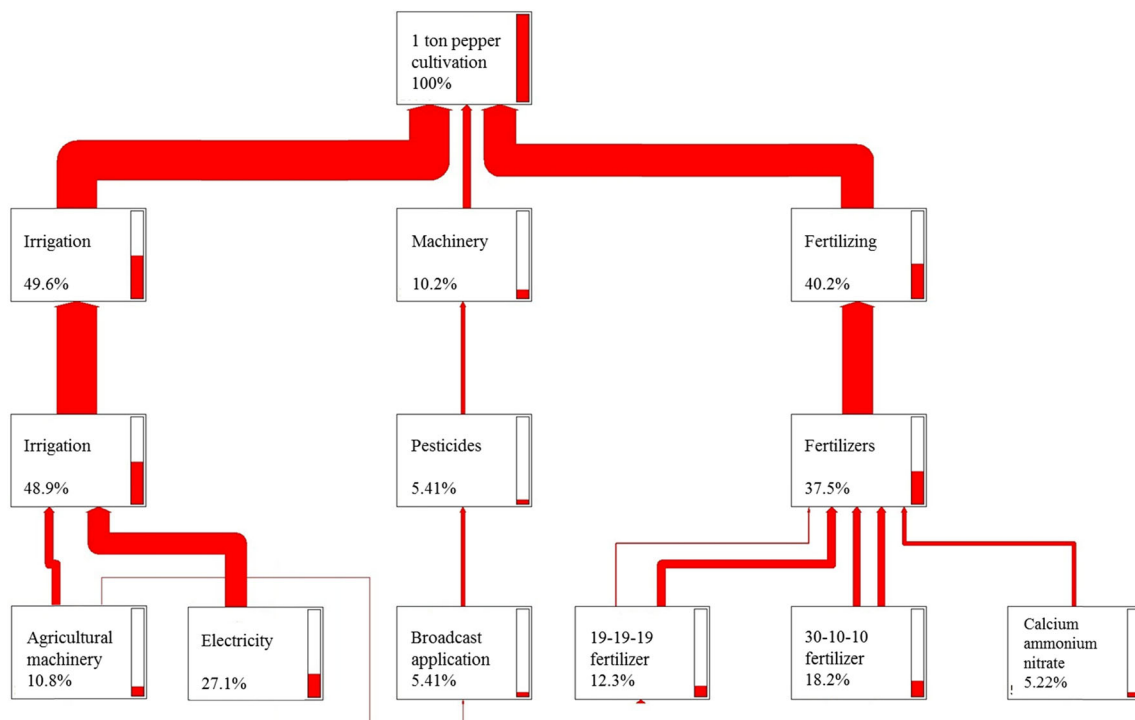 1 ton pepper
cultivation
100%
Irrigation
49.6%
Machinery
10.2%
Fertilizing
40.2%
Irrigation
48.9%
Pesticides
5.41%
Fertilizers
37.5%
Agricultural
machinery
10.8%
Electricity
27.1%
Broadcast
application
5.41%
19-19-19
fertilizer
12.3%
30-10-10
fertilizer
18.2%
Calcium
ammonium
nitrate
5.22%